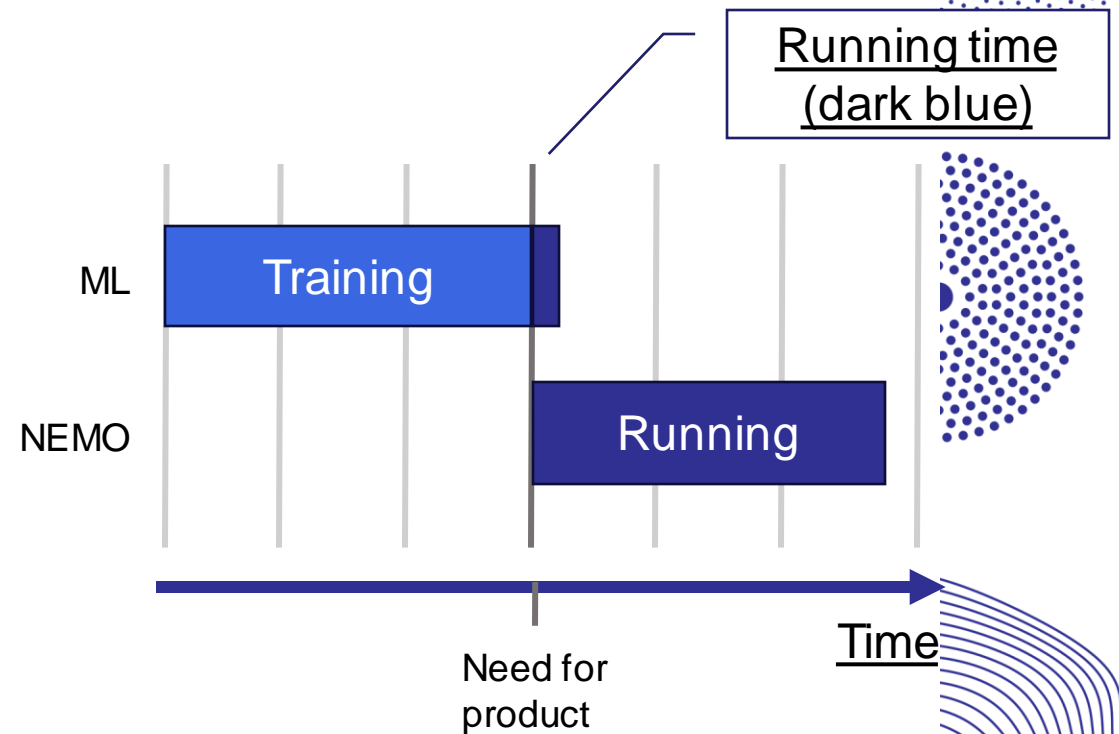 Running time
(dark blue)
ML
Training
NEMO
Running
Time
Need for
product